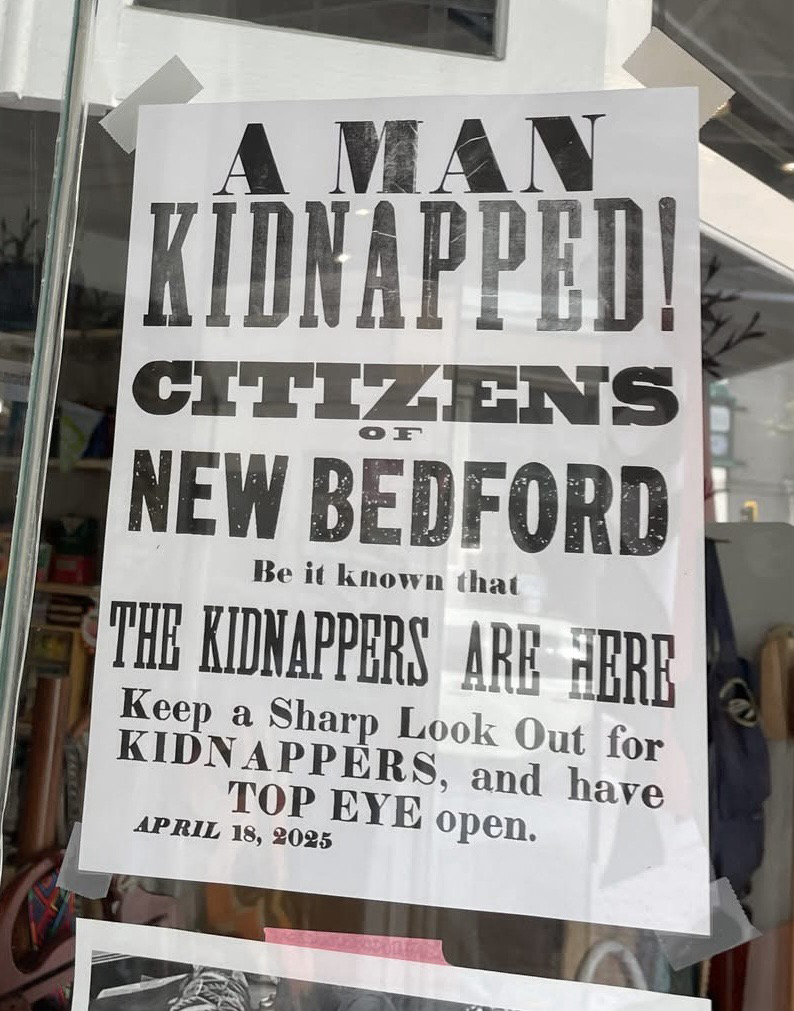 A MAN
KIDNAPPED!
CITIZENS
OF
NEW BEDFORD
Be it known that
THE KIDNAPPERS ARE HERE
Keep a Sharp Look Out for
KIDNAPPERS, and have
TOP EYE open.
APRIL 18, 2025